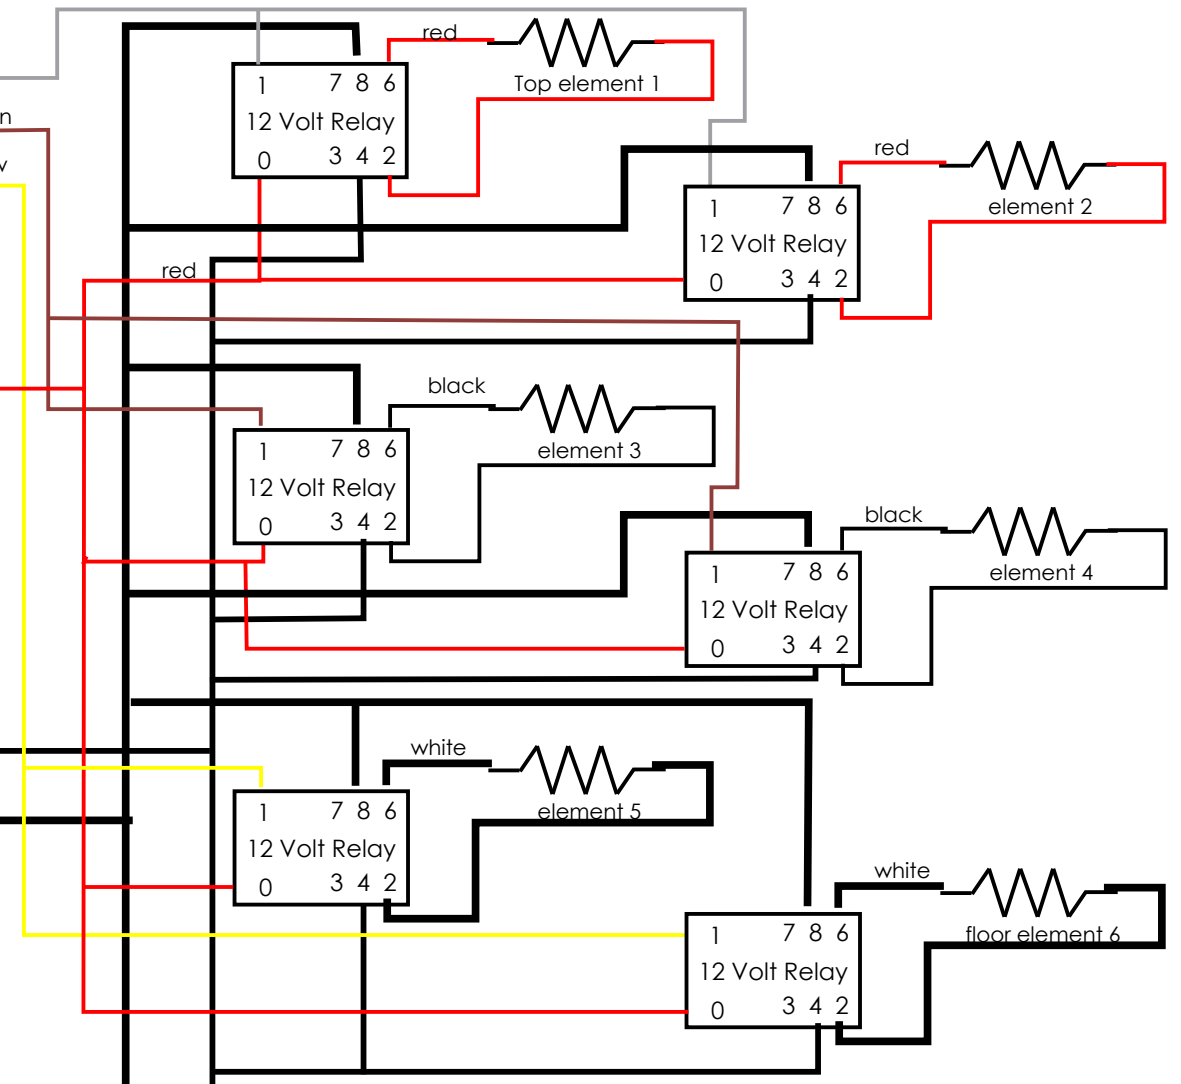 red
Top element 1
1 7 8 6
12 Volt Relay
0 3 4 2
n
v
red
element 2
1 7 8 6
12 Volt Relay
0 3 4 2
red
black
element 3
1 7 8 6
12 Volt Relay
0 3 4 2
black
element 4
1 7 8 6
12 Volt Relay
0 3 4 2
white
element 5
1 7 8 6
12 Volt Relay
0 3 4 2
white
floor element 6
1 7 8 6
12 Volt Relay
0 3 4 2